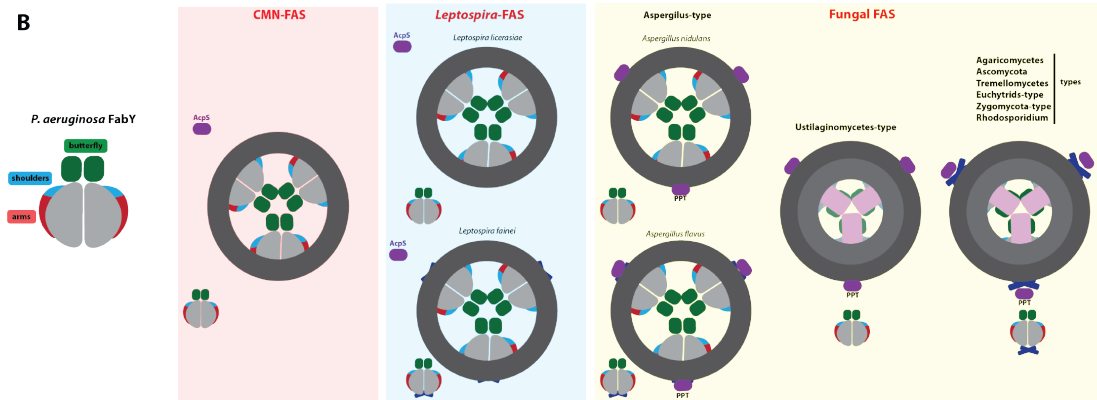 B
P. aeruginosa FabY
butterfly
shoulders
arms
CMN-FAS
AcpS
Leptospira-FAS
AcpS
Leptospira licerasiae
AcpS
Leptospira fainei
Fungal FAS
Aspergilus-type
Aspergillus nidulans
PPT
Aspergillus flavus
PPT
Ustilaginomycetes-type
PPT
Agaricomycetes
Ascomycota
Tremellomycetes
Euchytrids-type
Zygomycota-type
Rhodosporidium
types
PPT